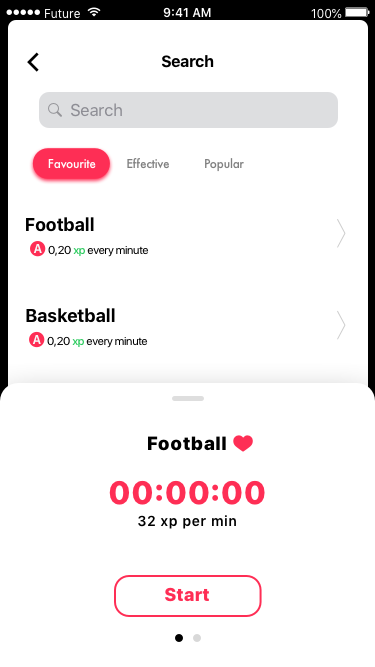 Future 9:41 AM 100%
Search
Search
Favourite Effective Popular
Football
A 0,20 xp every minute
Basketball
A 0,20 xp every minute
Football
00:00:00
32 xp per min
Start